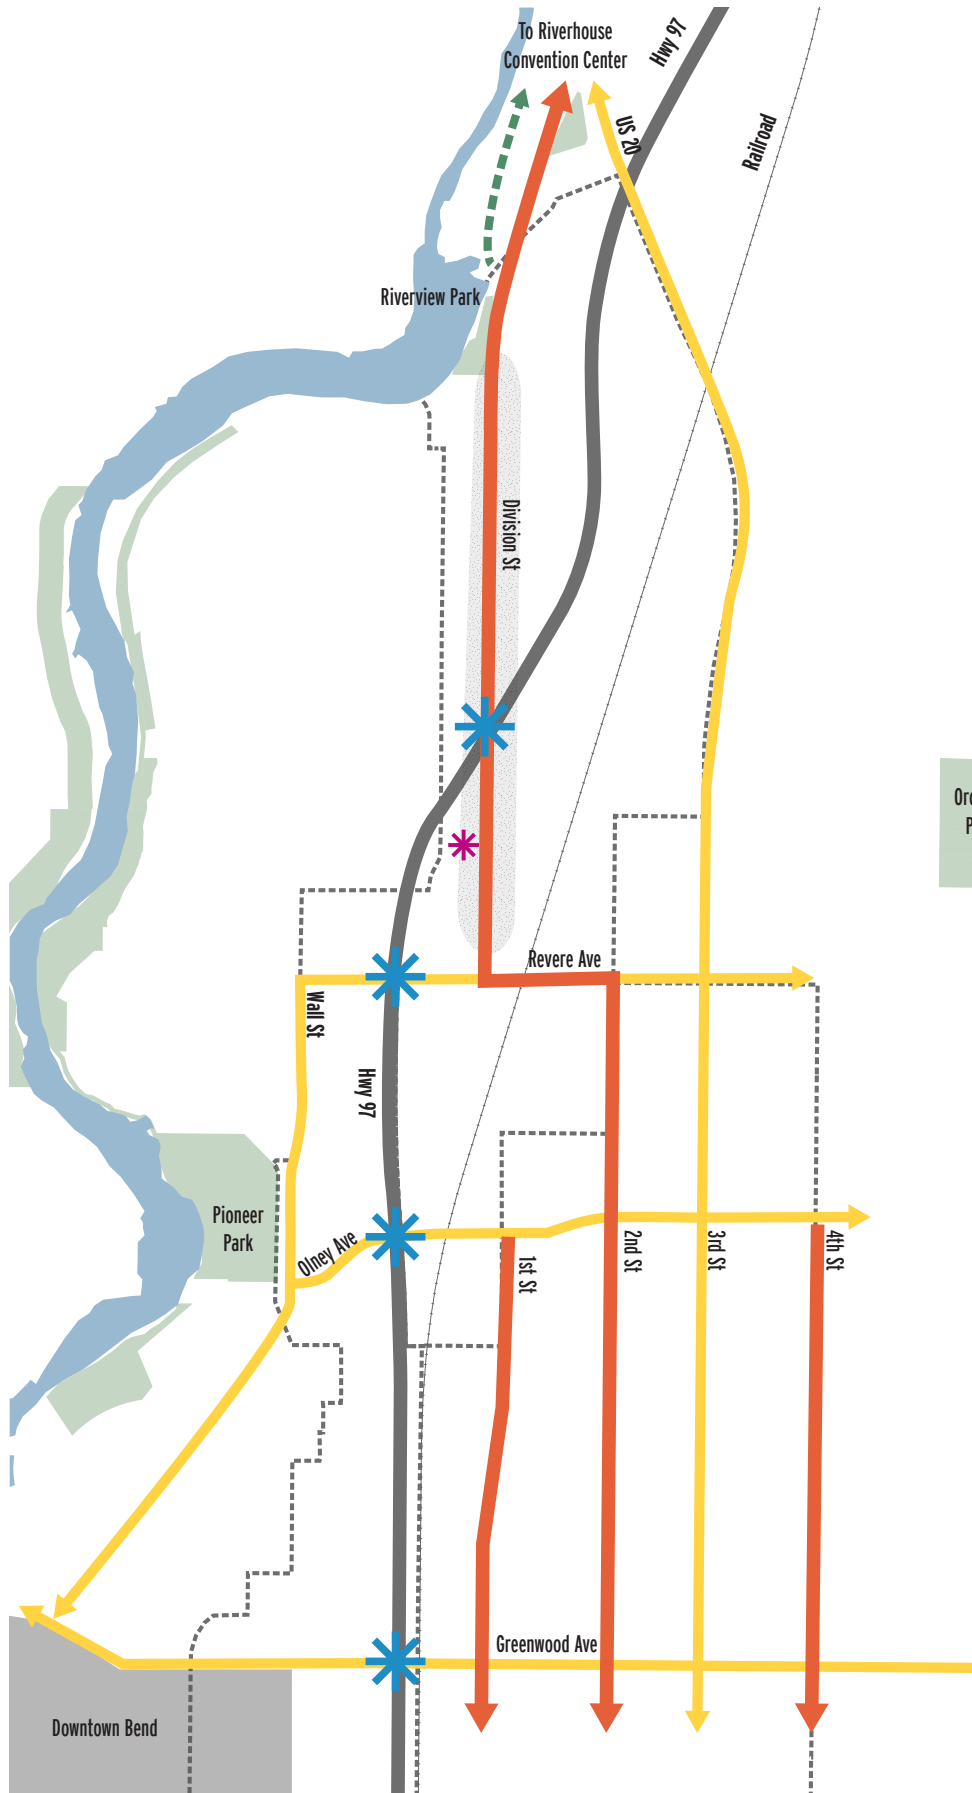 To Riverhouse
Convention Center
Hwy 97
US 20
Railroad
Riverview Park
Division St
Revere Ave
Wall St
Hwy 97
Pioneer
Park
Olney Ave
1st St
2nd St
3rd St
4th St
Greenwood Ave
Downtown Bend